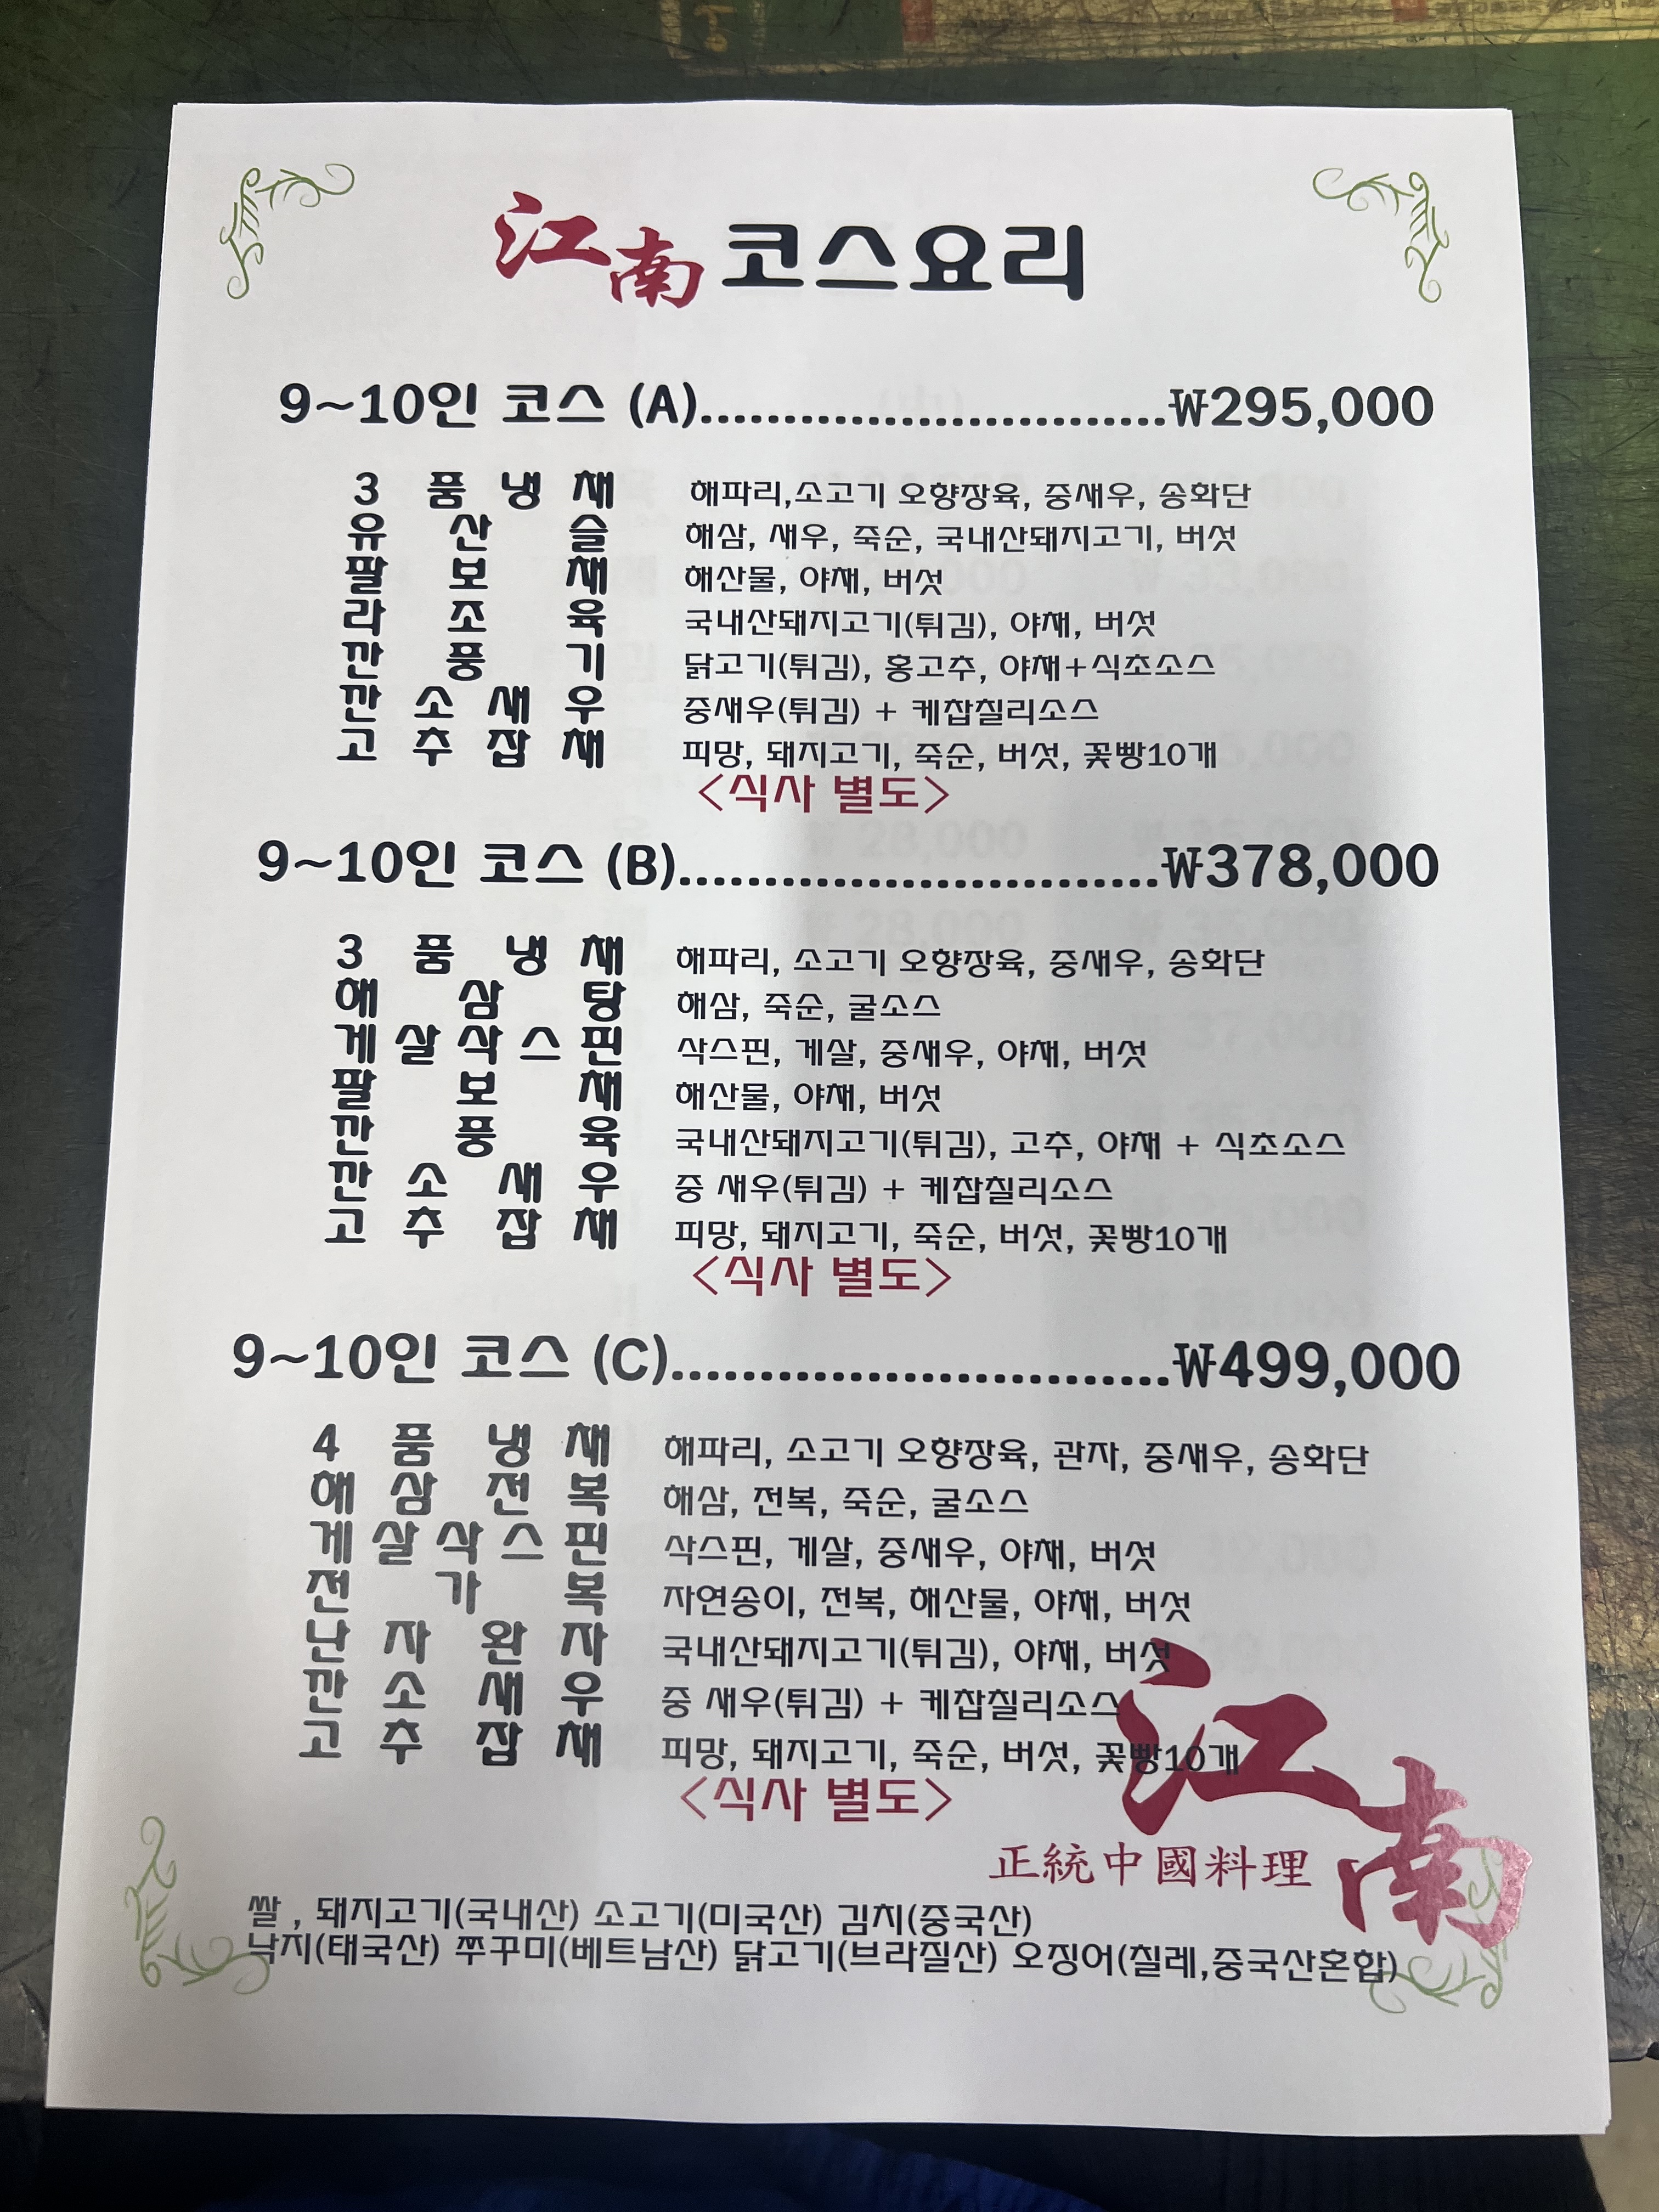 江南 코스요리
9~10인 코스 (A)............................₩295,000
3 품 냉 채 해파리,소고기 오향장육, 중새우, 송화단
유 산 슬 해삼, 새우, 죽순, 국내산돼지고기, 버섯
팔 보 채 해산물, 야채, 버섯
라 조 육 국내산돼지고기(튀김), 야채, 버섯
깐 풍 기 닭고기(튀김), 홍고추, 야채+식초소스
깐 소 새 우 중새우(튀김) + 케찹칠리소스
고 추 잡 채 피망, 돼지고기, 죽순, 버섯, 꽃빵10개
<식사 별도>
9~10인 코스 (B).............................₩378,000
3 품 냉 채 해파리, 소고기 오향장육, 중새우, 송화단
해 삼 탕 해삼, 죽순, 굴소스
게 살 삭 스 핀 삭스핀, 게살, 중새우, 야채, 버섯
팔 보 채 해산물, 야채, 버섯
깐 풍 육 국내산돼지고기(튀김), 고추, 야채 + 식초소스
깐 소 새 우 중 새우(튀김) + 케찹칠리소스
고 추 잡 채 피망, 돼지고기, 죽순, 버섯, 꽃빵10개
<식사 별도>
9~10인 코스 (C).............................₩499,000
4 품 냉 채 해파리, 소고기 오향장육, 관자, 중새우, 송화단
해 삼 전 복 해삼, 전복, 죽순, 굴소스
게 살 삭 스 핀 삭스핀, 게살, 중새우, 야채, 버섯
전 가 복 자연송이, 전복, 해산물, 야채, 버섯
난 자 완 자 국내산돼지고기(튀김), 야채, 버섯
깐 소 새 우 중 새우(튀김) + 케찹칠리소스
고 추 잡 채 피망, 돼지고기, 죽순, 버섯, 꽃빵10개
<식사 별도>
江南
正統中國料理
쌀 , 돼지고기(국내산) 소고기(미국산) 김치(중국산)
낙지(태국산) 쭈꾸미(베트남산) 닭고기(브라질산) 오징어(칠레,중국산혼합)